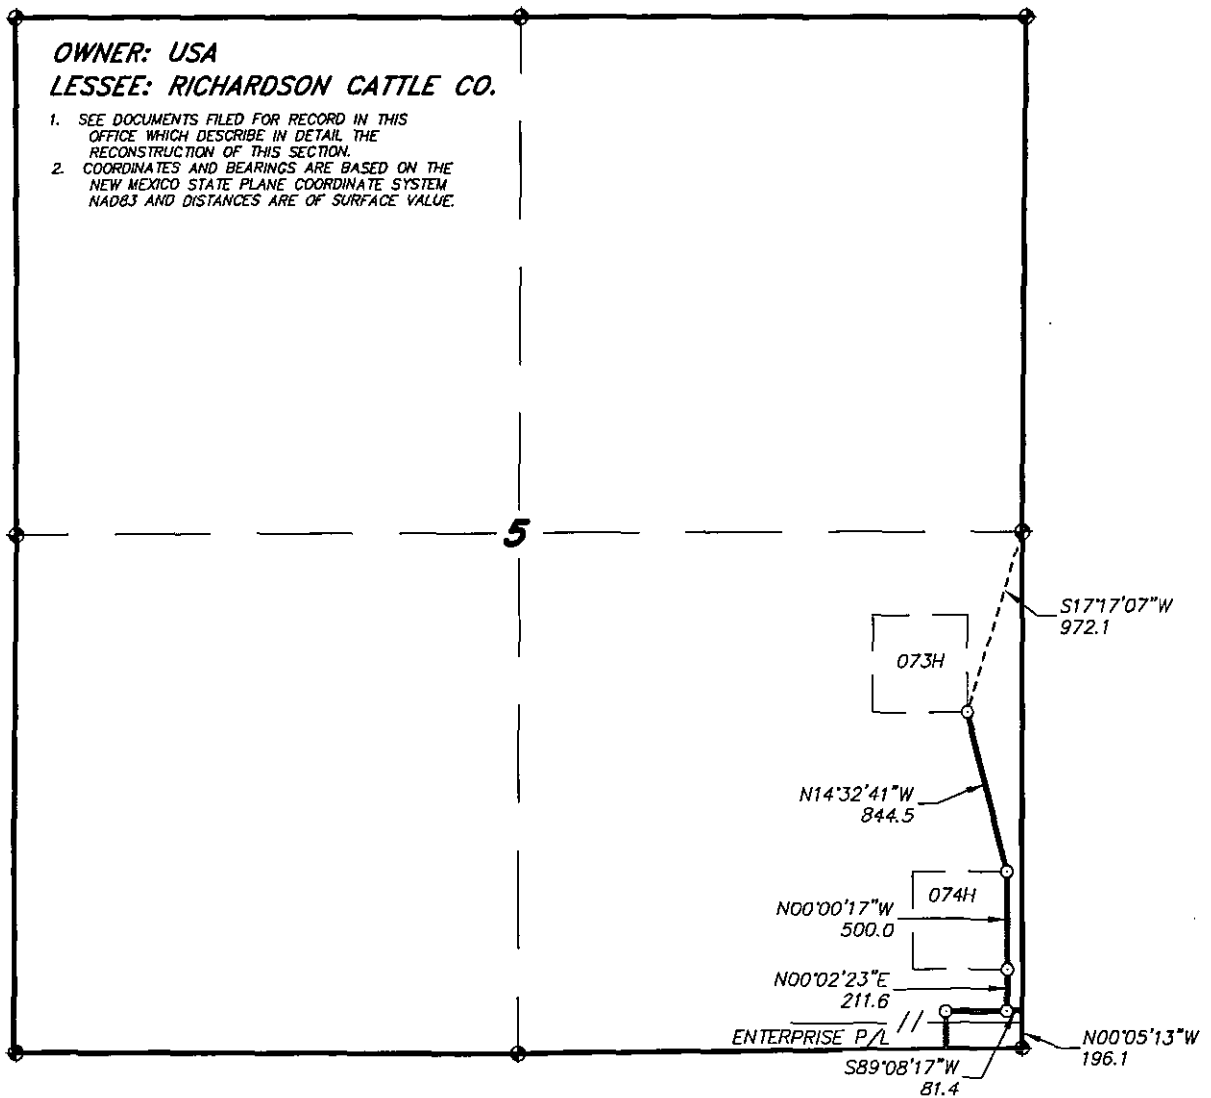 OWNER: USA
LESSEE: RICHARDSON CATTLE CO.
1. SEE DOCUMENTS FILED FOR RECORD IN THIS
OFFICE WHICH DESCRIBE IN DETAIL THE
RECONSTRUCTION OF THIS SECTION.
2. COORDINATES AND BEARINGS ARE BASED ON THE
NEW MEXICO STATE PLANE COORDINATE SYSTEM
NAD83 AND DISTANCES ARE OF SURFACE VALUE.
5
S17°17'07"W
972.1
073H
N14°32'41"W
844.5
074H
N00°00'17"W
500.0
N00°02'23"E
211.6
ENTERPRISE P/L
N00°05'13"W
196.1
S89°08'17"W
81.4